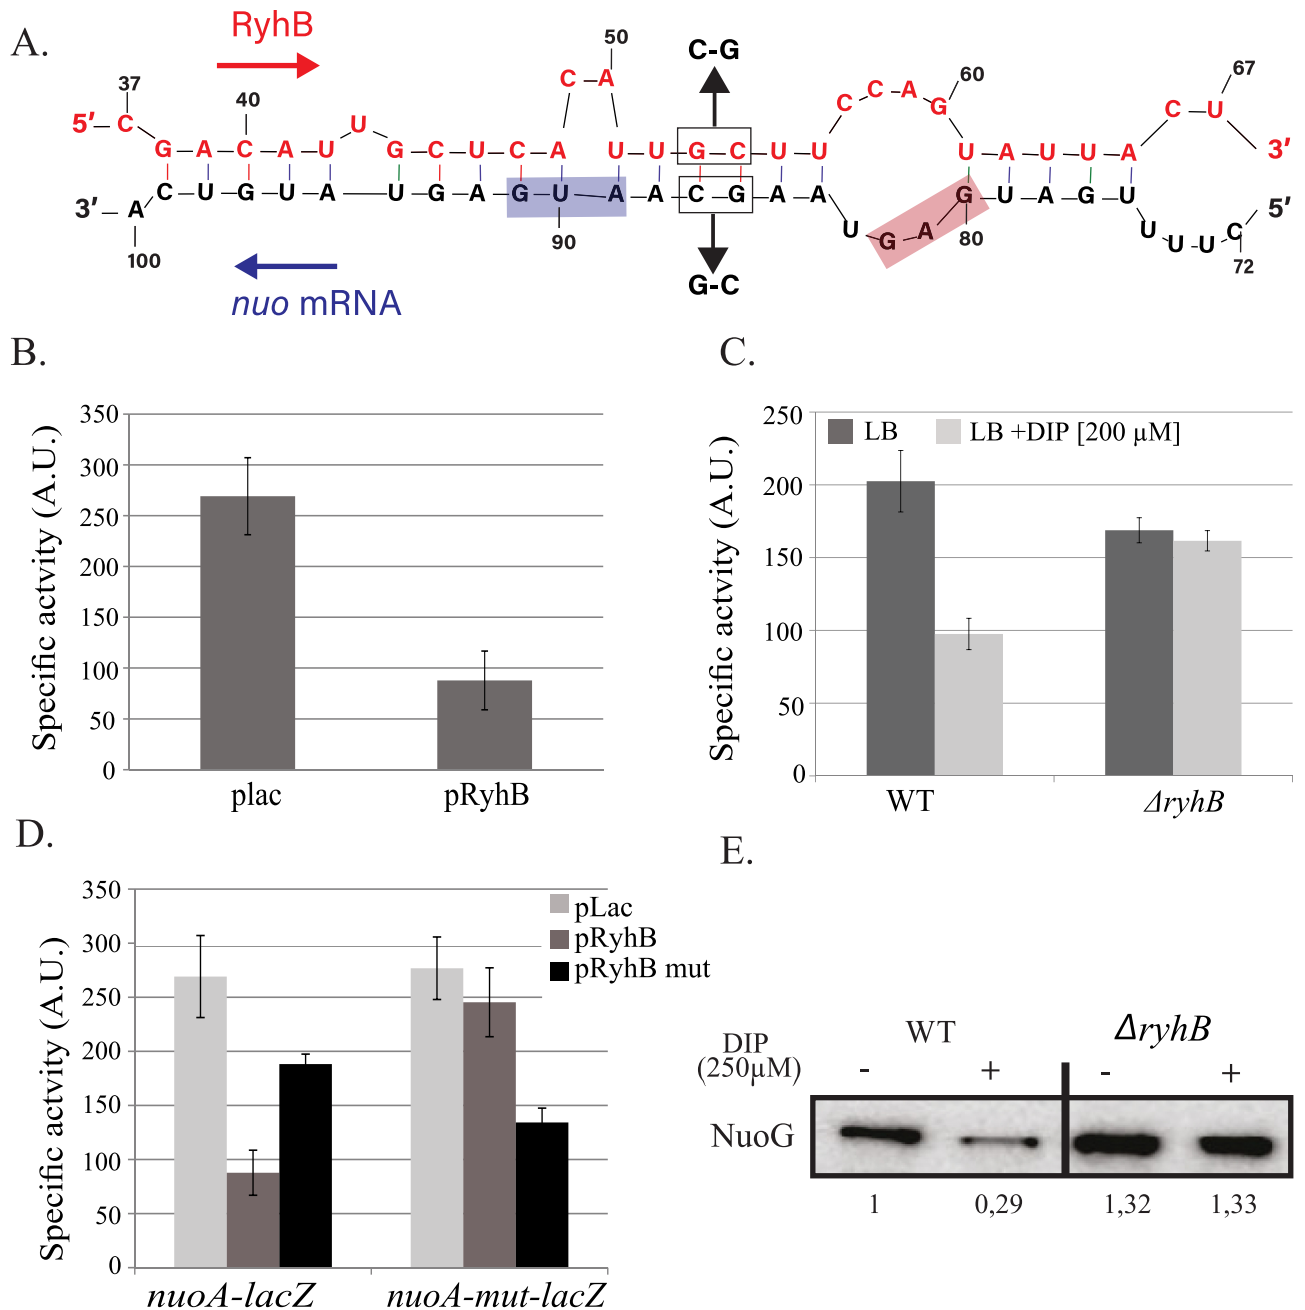 A.
RyhB
C-G
37
40
50
60
67
5′ C G A C A U U G C U C A C A U U G C U U C C A G U A U U A C U 3′
3′ A C U G U A U G A G U A A C G A A U G A G U A G U U U C 5′
100
90
80
72
nuo mRNA
G-C
B.
Specific actvity (A.U.)
350
300
250
200
150
100
50
0
plac
pRyhB
C.
Specific actvity (A.U.)
250
200
150
100
50
0
LB
LB +DIP [200 µM]
WT
ΔryhB
D.
Specific actvity (A.U.)
350
300
250
200
150
100
50
0
pLac
pRyhB
pRyhB mut
nuoA-lacZ
nuoA-mut-lacZ
E.
WT
ΔryhB
DIP
(250µM)
- + - +
NuoG
1 0,29 1,32 1,33